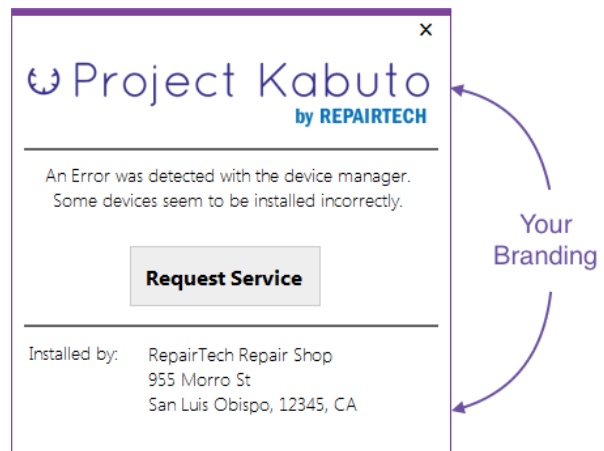 ×
Project Kabuto
by REPAIRTECH
An Error was detected with the device manager.
Some devices seem to be installed incorrectly.
Request Service
Installed by: RepairTech Repair Shop
955 Morro St
San Luis Obispo, 12345, CA
Your
Branding